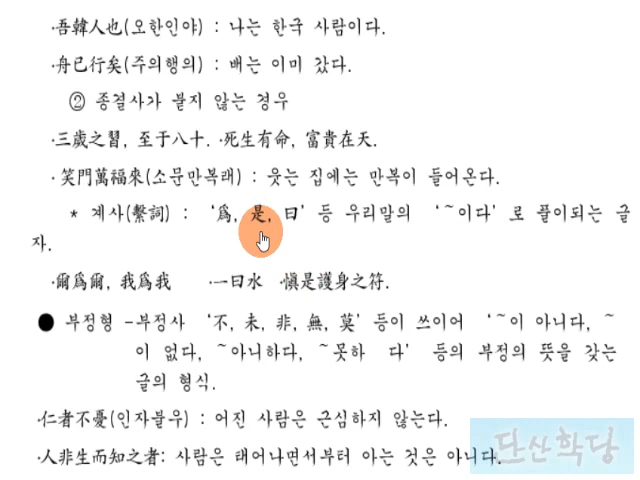 ·吾韓人也(오한인야) : 나는 한국 사람이다.
·舟已行矣(주의행의) : 배는 이미 갔다.
② 종결사가 붙지 않는 경우
·三歲之習, 至于八十. ·死生有命, 富貴在天.
· 笑門萬福來(소문만복래) : 웃는 집에는 만복이 들어온다.
* 계사(繫詞) : ‘爲, 是, 曰’ 등 우리말의 ‘~이다’로 풀이되는 글
자.
·爾爲爾, 我爲我 ·一曰水 ·愼是護身之符.
● 부정형 -부정사 ‘不, 未, 非, 無, 莫’ 등이 쓰이어 ‘~이 아니다, ~
이 없다, ~아니하다, ~못하 다’ 등의 부정의 뜻을 갖는
글의 형식.
·仁者不憂(인자불우) : 어진 사람은 근심하지 않는다.
·人非生而知之者: 사람은 태어나면서부터 아는 것은 아니다.
단산학당